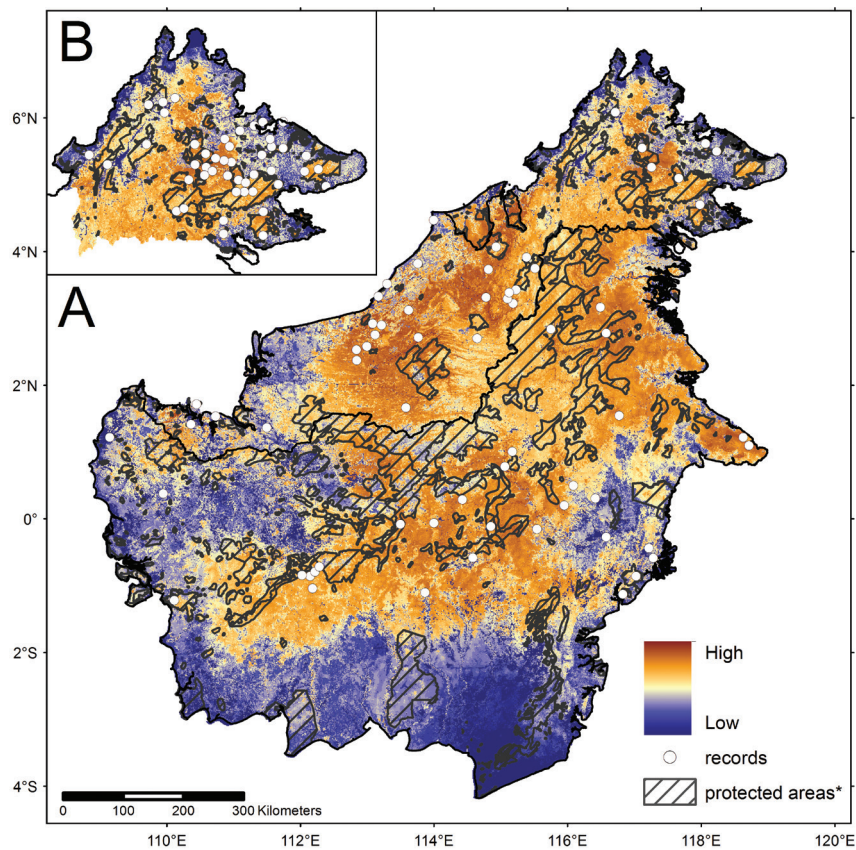 B
A
6°N
4°N
2°N
0°
2°S
4°S
High
Low
records
protected areas*
0 100 200 300 Kilometers
110°E 112°E 114°E 116°E 118°E 120°E